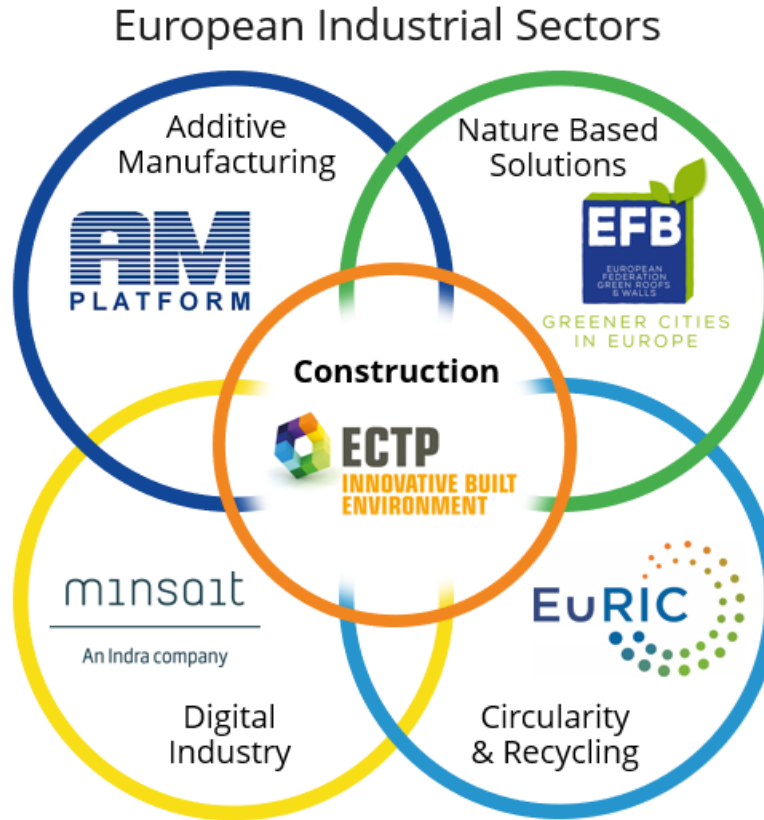 European Industrial Sectors
Additive
Manufacturing
AM
PLATFORM
Nature Based
Solutions
EFB
EUROPEAN
FEDERATION
GREEN ROOFS
& WALLS
GREENER CITIES
IN EUROPE
Construction
ECTP
INNOVATIVE BUILT
ENVIRONMENT
mınsaıt
An Indra company
Digital
Industry
EuRIC
Circularity
& Recycling